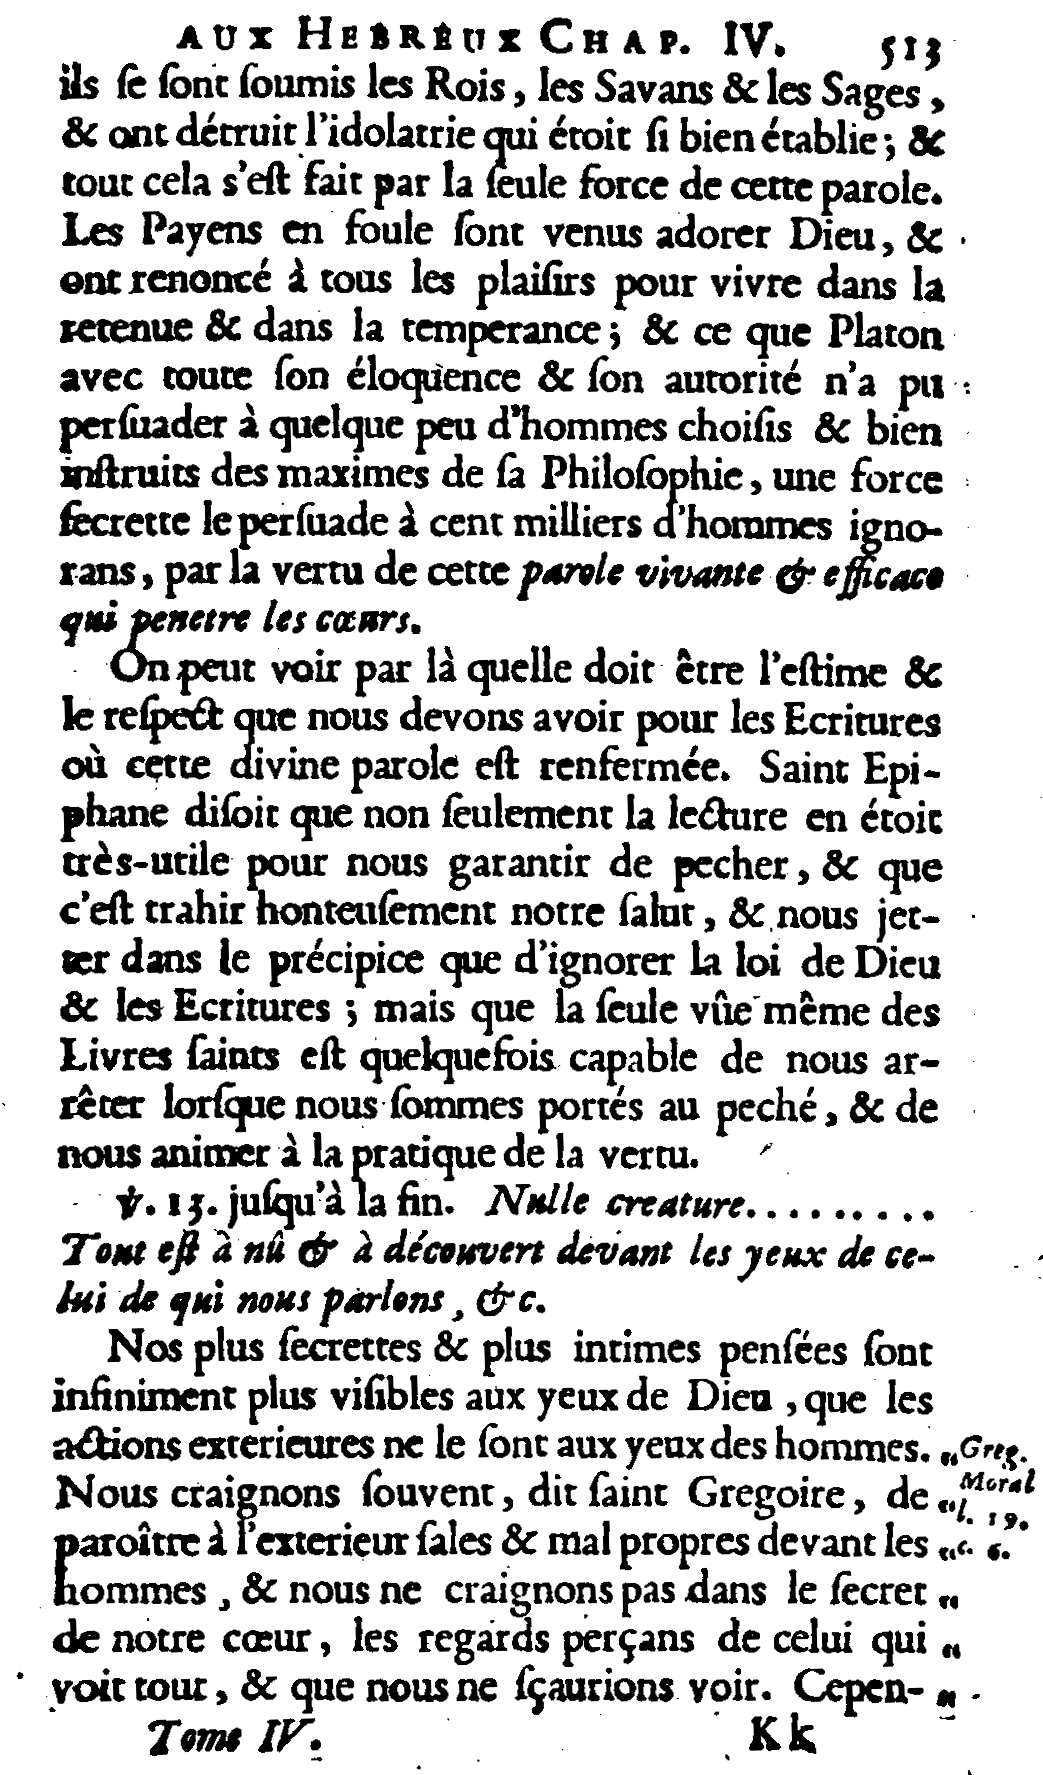 AUX HEBREUX CHAP. IV. 513
ils ſe ſont ſoumis les Rois, les Savans & les Sages,
& ont détruit l'idolatrie qui étoit ſi bien établie; &
tout cela s'eſt fait par la ſeule force de cette parole.
Les Payens en foule ſont venus adorer Dieu, &
ont renoncé à tous les plaiſirs pour vivre dans la
retenue & dans la temperance; & ce que Platon
avec toute ſon éloquence & ſon autorité n'a pu
perſuader à quelque peu d'hommes choiſis & bien
inſtruits des maximes de ſa Philoſophie, une force
ſecrette le perſuade à cent milliers d'hommes igno-
rans, par la vertu de cette parole vivante & efficace
qui penetre les cœurs.
On peut voir par là quelle doit être l'eſtime &
le reſpect que nous devons avoir pour les Ecritures
où cette divine parole eſt renfermée. Saint Epi-
phane diſoit que non ſeulement la lecture en étoit
très-utile pour nous garantir de pecher, & que
c'eſt trahir honteuſement notre ſalut, & nous jet-
ter dans le précipice que d'ignorer la loi de Dieu
& les Ecritures; mais que la ſeule vûe même des
Livres ſaints eſt quelquefois capable de nous ar-
rêter lorſque nous ſommes portés au peché, & de
nous animer à la pratique de la vertu.
℣. 13. juſqu'à la fin. Nulle creature.........
Tout eſt à nû & à découvert devant les yeux de ce-
lui de qui nous parlons, &c.
Nos plus ſecrettes & plus intimes penſées ſont
infiniment plus viſibles aux yeux de Dieu, que les
actions exterieures ne le ſont aux yeux des hommes. „Greg.
Nous craignons ſouvent, dit ſaint Gregoire, de „Moral l. 19.
paroître à l'exterieur ſales & mal propres devant les „c. 6.
hommes, & nous ne craignons pas dans le ſecret „
de notre cœur, les regards perçans de celui qui „
voit tout, & que nous ne ſçaurions voir. Cepen- „
Tome IV. Kk